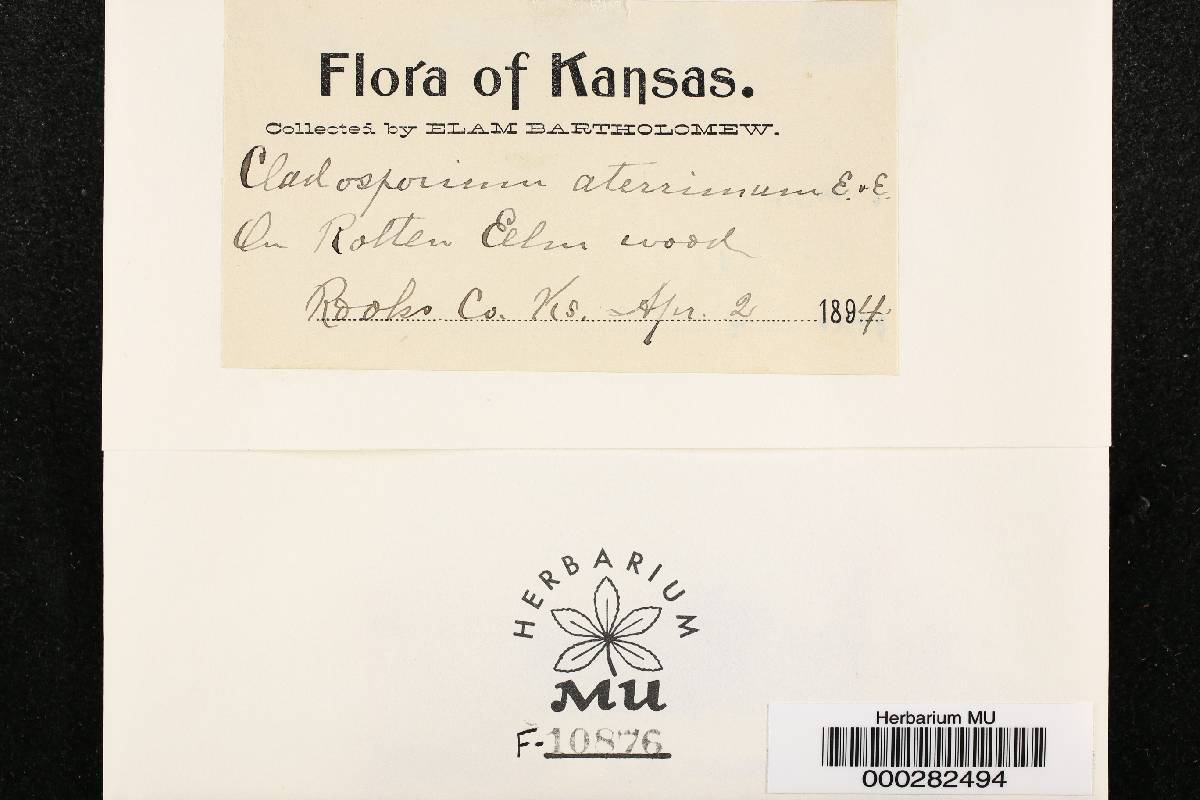 Flora of Kansas.
Collected by ELAM BARTHOLOMEW.
Cladosporium aterrimum E. & E.
On Rotten Eelm wood
Rooks Co. Ks. Apr. 2 1894
HERBARIUM
MU
F-10876
Herbarium MU
000282494